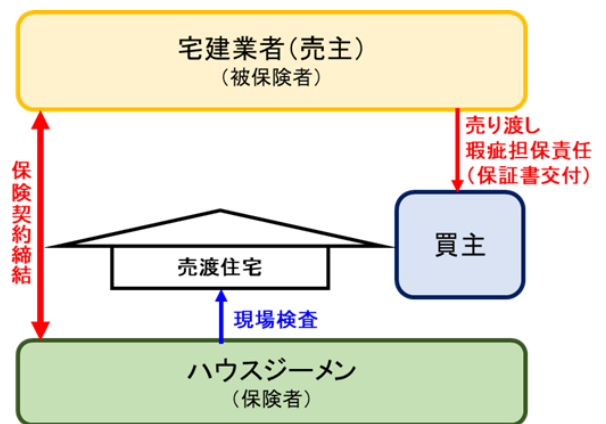 宅建業者(売主)
(被保険者)
売り渡し
瑕疵担保責任
(保証書交付)
保険契約締結
買主
売渡住宅
現場検査
ハウスジーメン
(保険者)